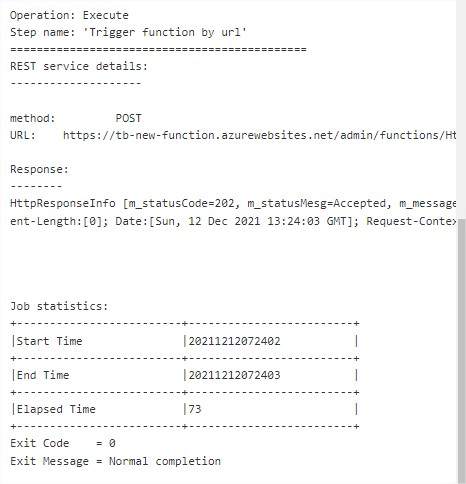 Operation: Execute
Step name: 'Trigger function by url'
============================================
REST service details:
--------------------
method:         POST
URL:    https://tb-new-function.azurewebsites.net/admin/functions/Ht
Response:
--------
HttpResponseInfo [m_statusCode=202, m_statusMesg=Accepted, m_message
ent-Length:[0]; Date:[Sun, 12 Dec 2021 13:24:03 GMT]; Request-Contex
Job statistics:
+-------------------------+-------------------------+
|Start Time               |20211212072402           |
+-------------------------+-------------------------+
|End Time                 |20211212072403           |
+-------------------------+-------------------------+
|Elapsed Time             |73                       |
+-------------------------+-------------------------+
Exit Code    = 0
Exit Message = Normal completion